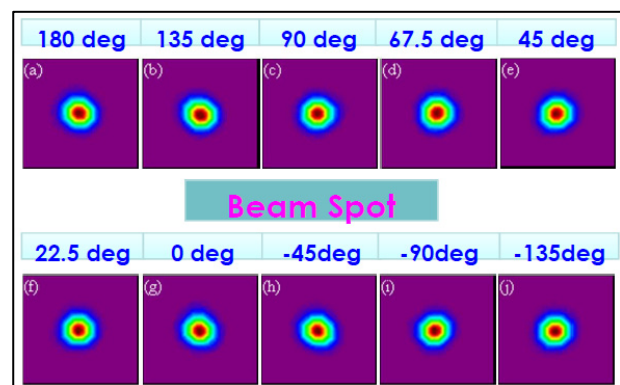 180 deg 135 deg 90 deg 67.5 deg 45 deg
(a) (b) (c) (d) (e)
Beam Spot
22.5 deg 0 deg -45deg -90deg -135deg
(f) (g) (h) (i) (j)